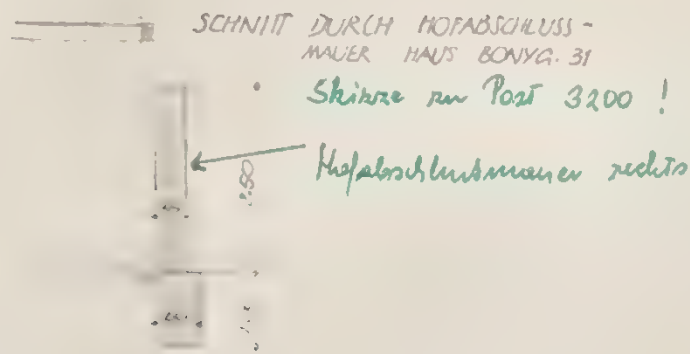 SCHNITT DURCH HOFABSCHLUSS-
MAUER HAUS BONYG. 31
Skizze zu Post 3200 !
Hofabschlußmauer rechts